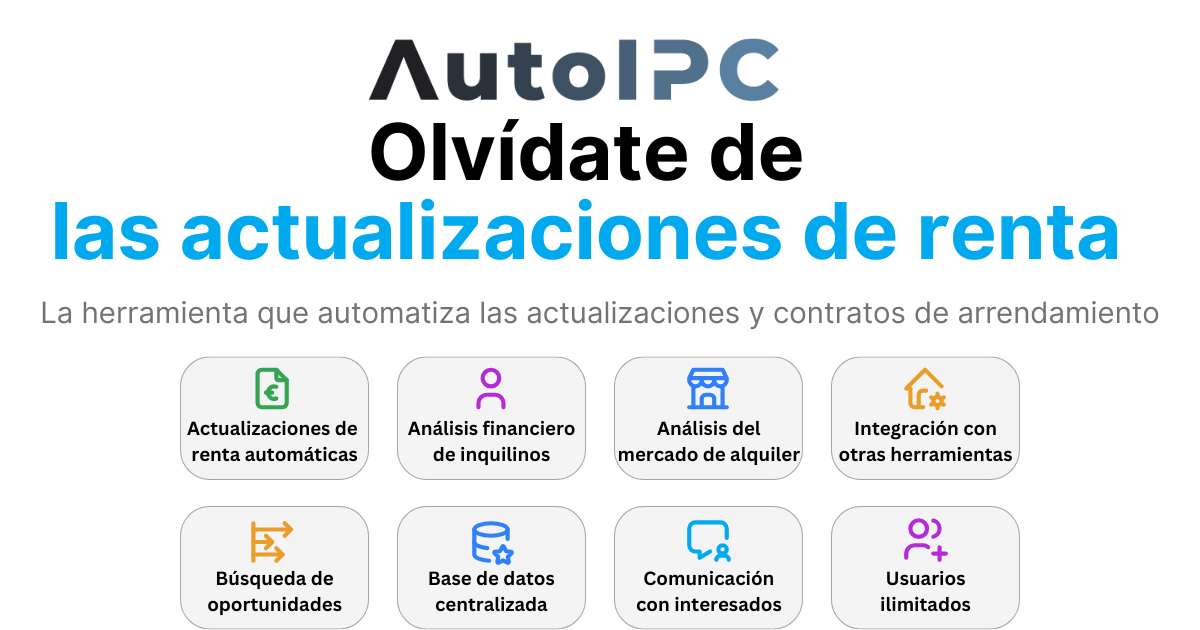 AutoIPC
Olvídate de
las actualizaciones de renta
La herramienta que automatiza las actualizaciones y contratos de arrendamiento
Actualizaciones de
renta automáticas
Análisis financiero
de inquilinos
Análisis del
mercado de alquiler
Integración con
otras herramientas
Búsqueda de
oportunidades
Base de datos
centralizada
Comunicación
con interesados
Usuarios
ilimitados